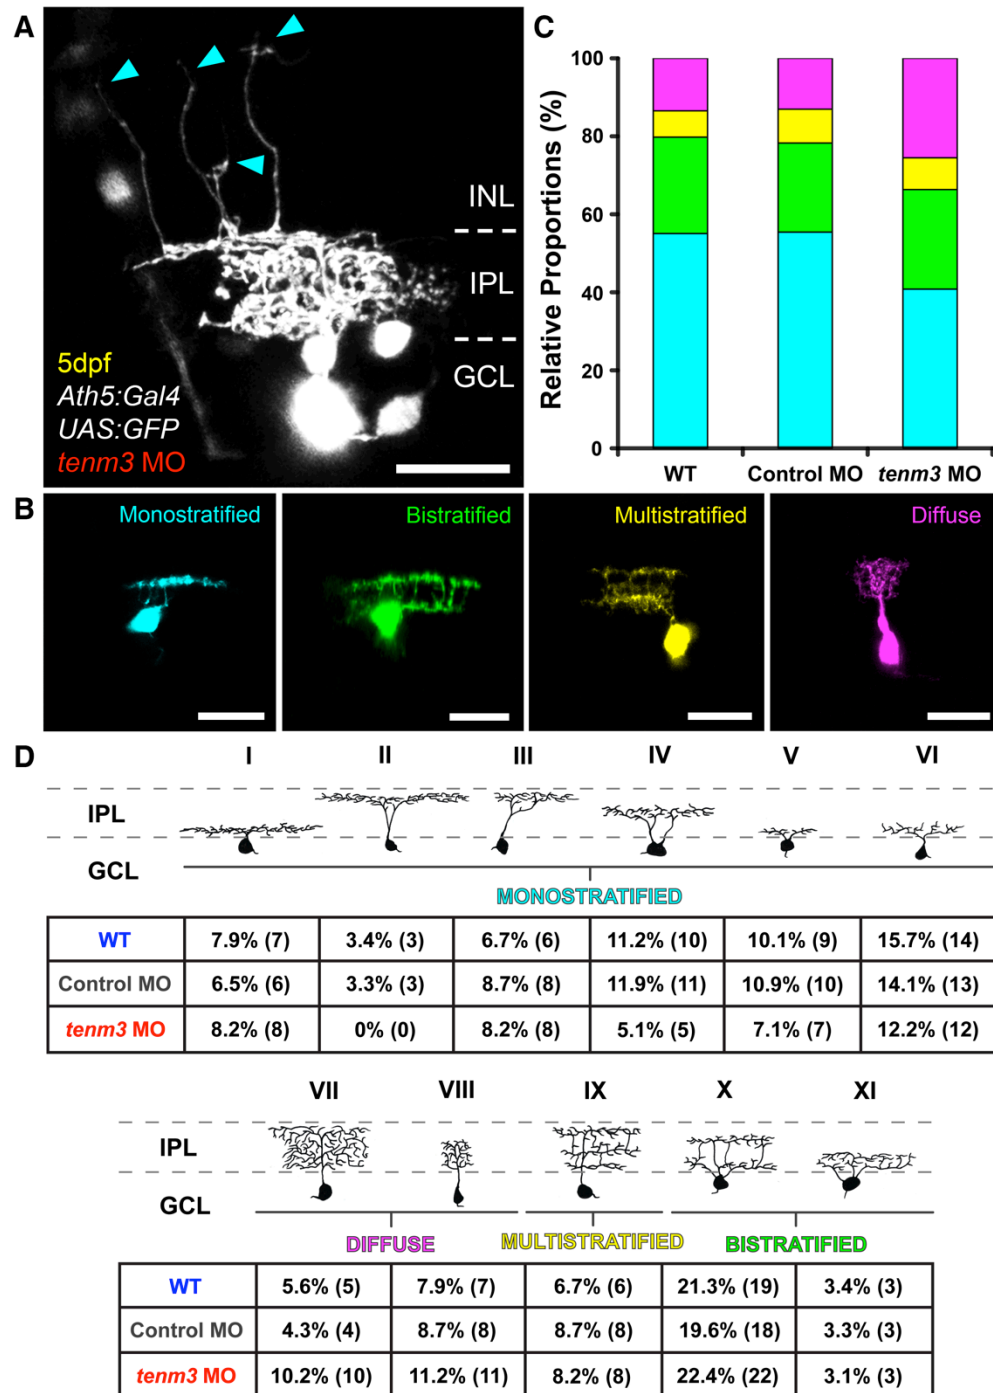 A
INL
IPL
GCL
5dpf
Ath5:Gal4
UAS:GFP
tenm3 MO
C
Relative Proportions (%)
100
80
60
40
20
0
WT Control MO tenm3 MO
B
Monostratified Bistratified Multistratified Diffuse
D
I II III IV V VI
IPL
GCL
MONOSTRATIFIED
WT 7.9% (7) 3.4% (3) 6.7% (6) 11.2% (10) 10.1% (9) 15.7% (14)
Control MO 6.5% (6) 3.3% (3) 8.7% (8) 11.9% (11) 10.9% (10) 14.1% (13)
tenm3 MO 8.2% (8) 0% (0) 8.2% (8) 5.1% (5) 7.1% (7) 12.2% (12)
VII VIII IX X XI
IPL
GCL
DIFFUSE MULTISTRATIFIED BISTRATIFIED
WT 5.6% (5) 7.9% (7) 6.7% (6) 21.3% (19) 3.4% (3)
Control MO 4.3% (4) 8.7% (8) 8.7% (8) 19.6% (18) 3.3% (3)
tenm3 MO 10.2% (10) 11.2% (11) 8.2% (8) 22.4% (22) 3.1% (3)